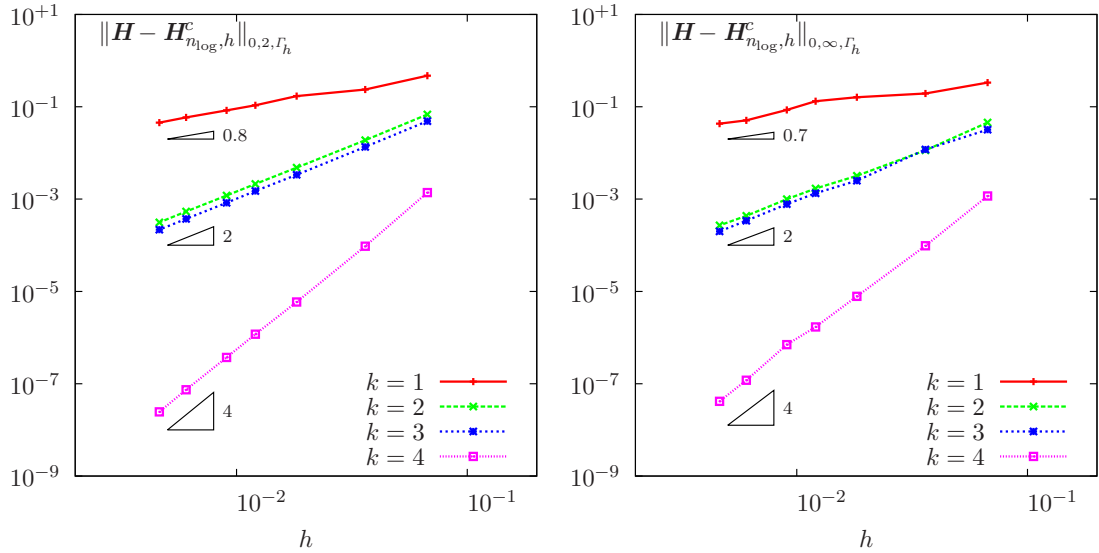 10⁺¹
10⁻¹
10⁻³
10⁻⁵
10⁻⁷
10⁻⁹
‖H − Hᶜ_{n_log,h}‖_{0,2,Γ_h}
0.8
2
4
k = 1
k = 2
k = 3
k = 4
10⁻²
10⁻¹
h
10⁺¹
10⁻¹
10⁻³
10⁻⁵
10⁻⁷
10⁻⁹
‖H − Hᶜ_{n_log,h}‖_{0,∞,Γ_h}
0.7
2
4
k = 1
k = 2
k = 3
k = 4
10⁻²
10⁻¹
h